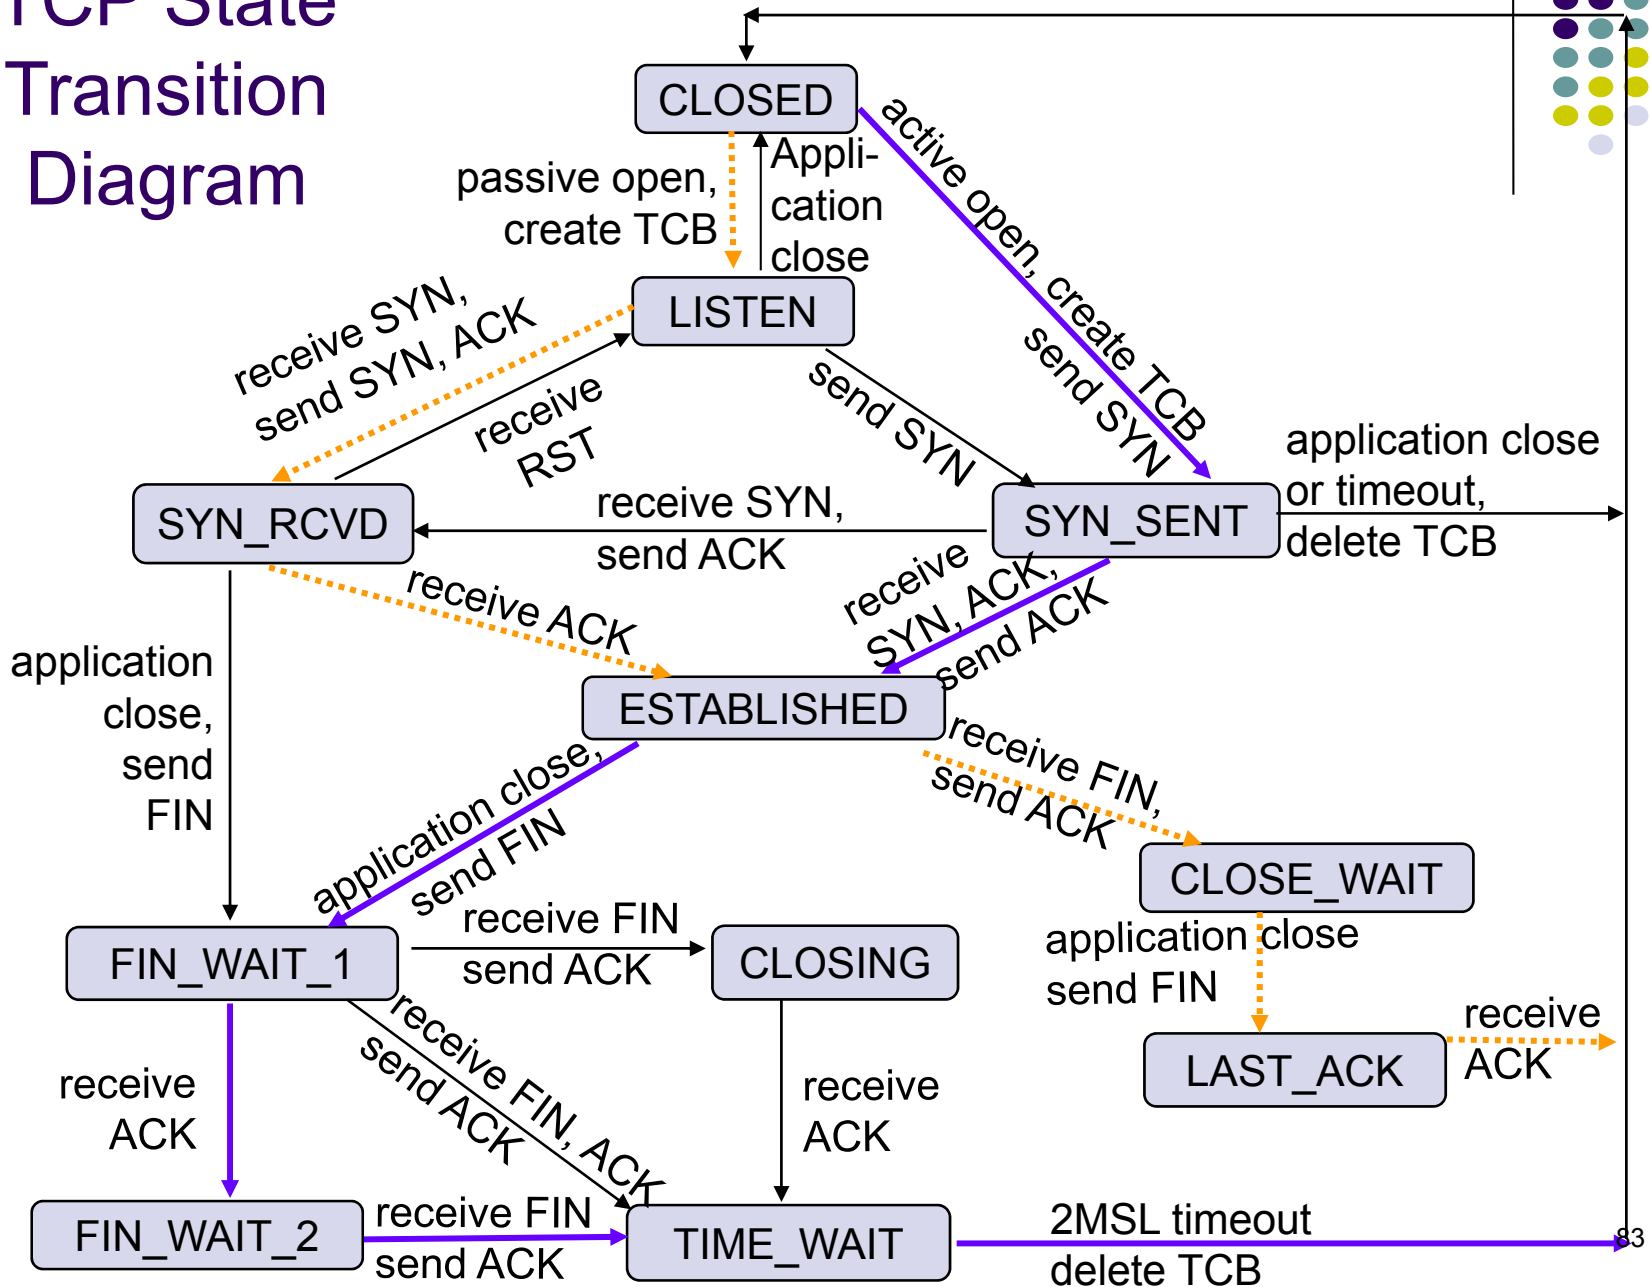 TCP State
Transition
Diagram
CLOSED
passive open,
create TCB
Appli-
cation
close
active open, create TCB
send SYN
LISTEN
receive SYN,
send SYN, ACK
receive
RST
send SYN
SYN_RCVD
receive SYN,
send ACK
SYN_SENT
application close
or timeout,
delete TCB
receive ACK
receive
SYN, ACK,
send ACK
application
close,
send
FIN
ESTABLISHED
application close,
send FIN
receive FIN,
send ACK
CLOSE_WAIT
FIN_WAIT_1
receive FIN
send ACK
CLOSING
application close
send FIN
LAST_ACK
receive
ACK
receive
ACK
receive FIN, ACK
send ACK
receive
ACK
FIN_WAIT_2
receive FIN
send ACK
TIME_WAIT
2MSL timeout
delete TCB
83